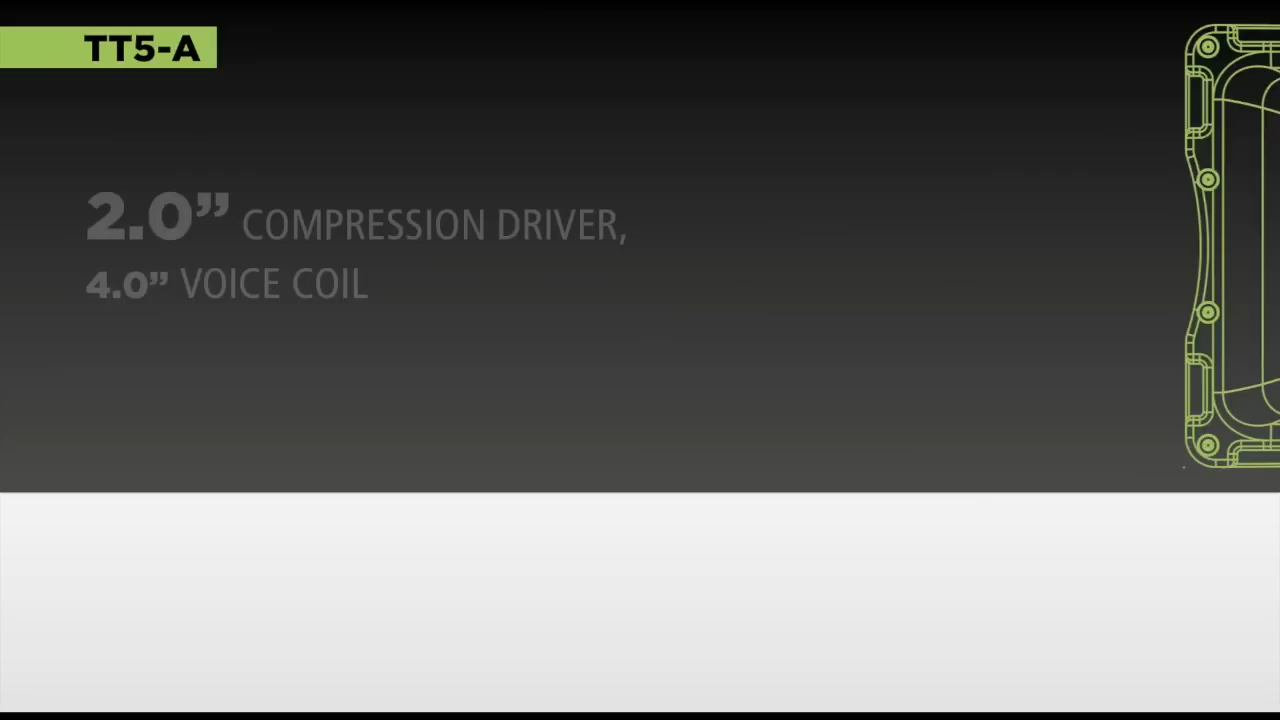 TT5-A
2.0” COMPRESSION DRIVER,
4.0” VOICE COIL